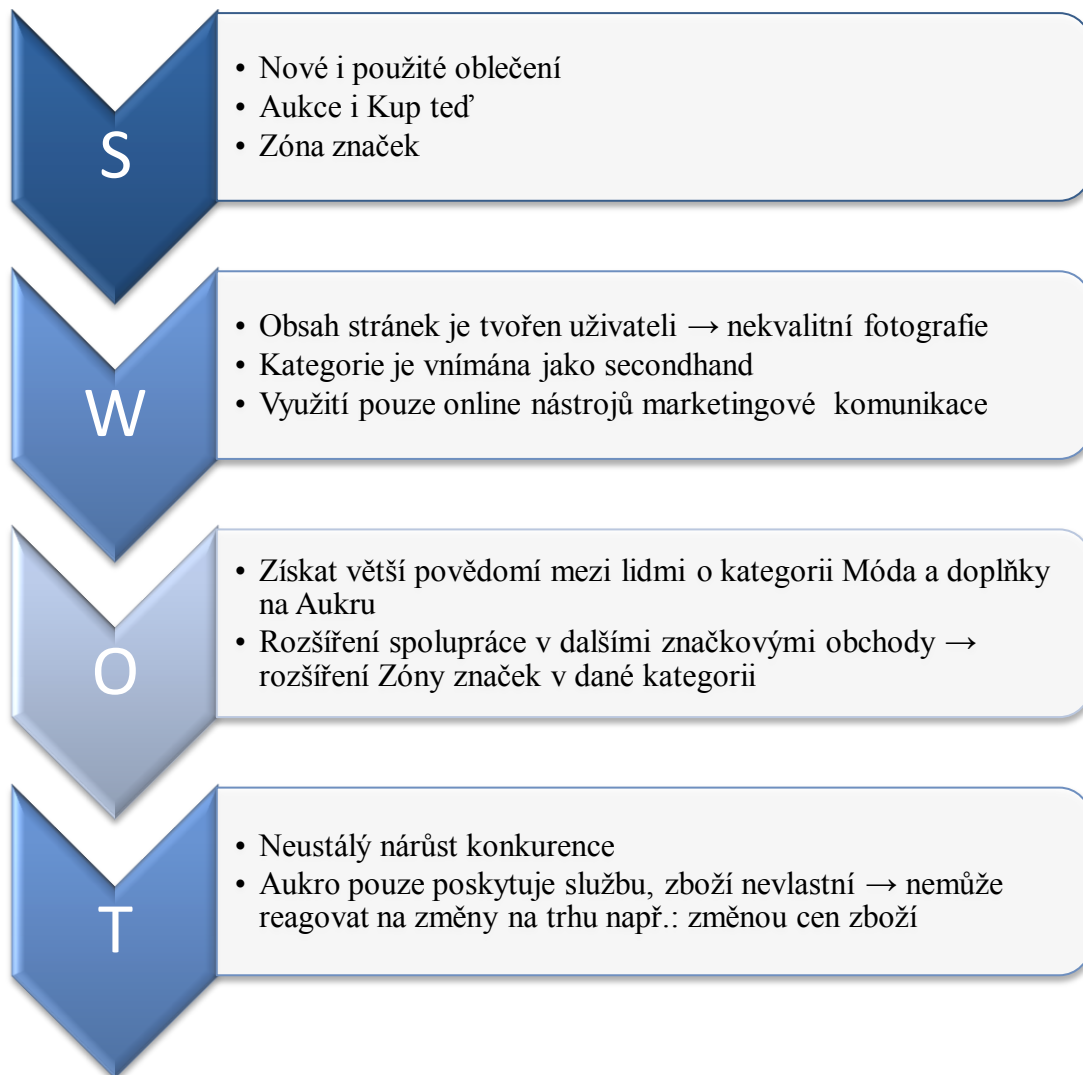 S
• Nové i použité oblečení
• Aukce i Kup teď
• Zóna značek
W
• Obsah stránek je tvořen uživateli → nekvalitní fotografie
• Kategorie je vnímána jako secondhand
• Využití pouze online nástrojů marketingové komunikace
O
• Získat větší povědomí mezi lidmi o kategorii Móda a doplňky
na Aukru
• Rozšíření spolupráce v dalšími značkovými obchody →
rozšíření Zóny značek v dané kategorii
T
• Neustálý nárůst konkurence
• Aukro pouze poskytuje službu, zboží nevlastní → nemůže
reagovat na změny na trhu např.: změnou cen zboží